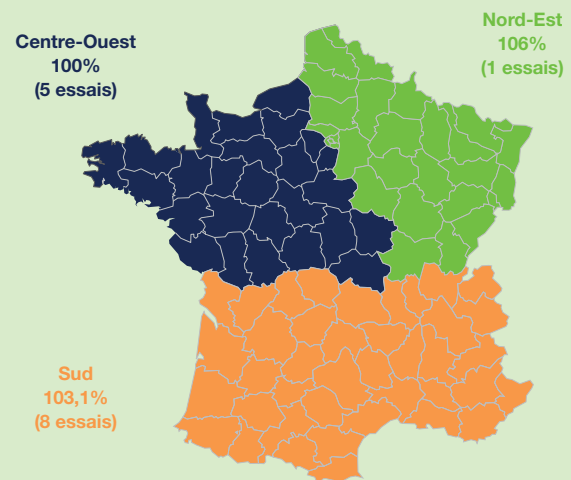 Nord-Est
106%
(1 essais)
Centre-Ouest
100%
(5 essais)
Sud
103,1%
(8 essais)